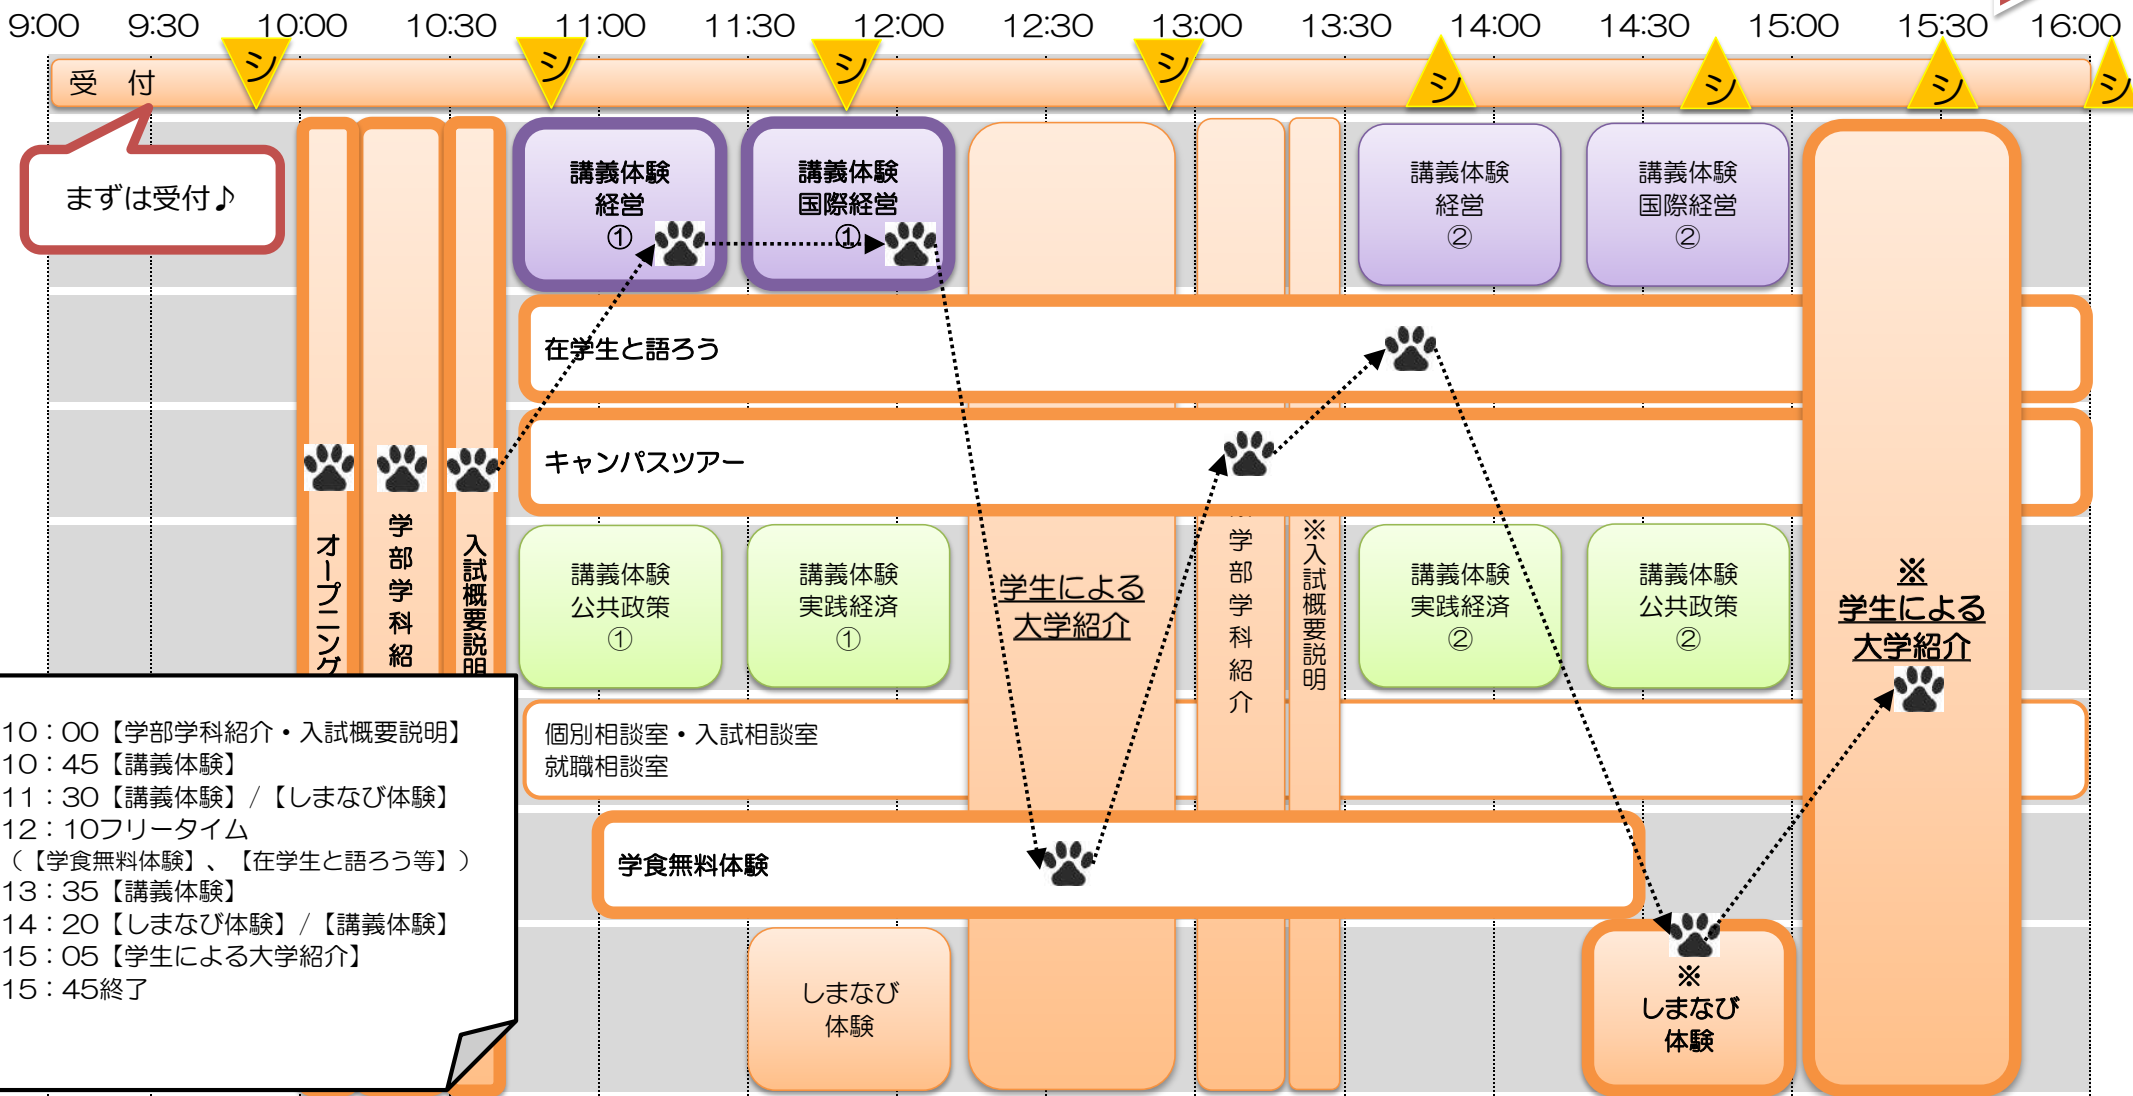 9:00 9:30 10:00 10:30 11:00 11:30 12:00 12:30 13:00 13:30 14:00 14:30 15:00 15:30 16:00
シ シ シ シ シ シ シ シ
受 付
まずは受付♪
オープニング
学部学科紹
入試概要説明
講義体験
経営
①
講義体験
国際経営
①
講義体験
経営
②
講義体験
国際経営
②
在学生と語ろう
キャンパスツアー
講義体験
公共政策
①
講義体験
実践経済
①
学生による
大学紹介
学部学科紹介
※入試概要説明
講義体験
実践経済
②
講義体験
公共政策
②
※
学生による
大学紹介
個別相談室・入試相談室
就職相談室
学食無料体験
しまなび
体験
※
しまなび
体験
10：00【学部学科紹介・入試概要説明】
10：45【講義体験】
11：30【講義体験】/【しまなび体験】
12：10フリータイム
（【学食無料体験】、【在学生と語ろう等】）
13：35【講義体験】
14：20【しまなび体験】/【講義体験】
15：05【学生による大学紹介】
15：45終了